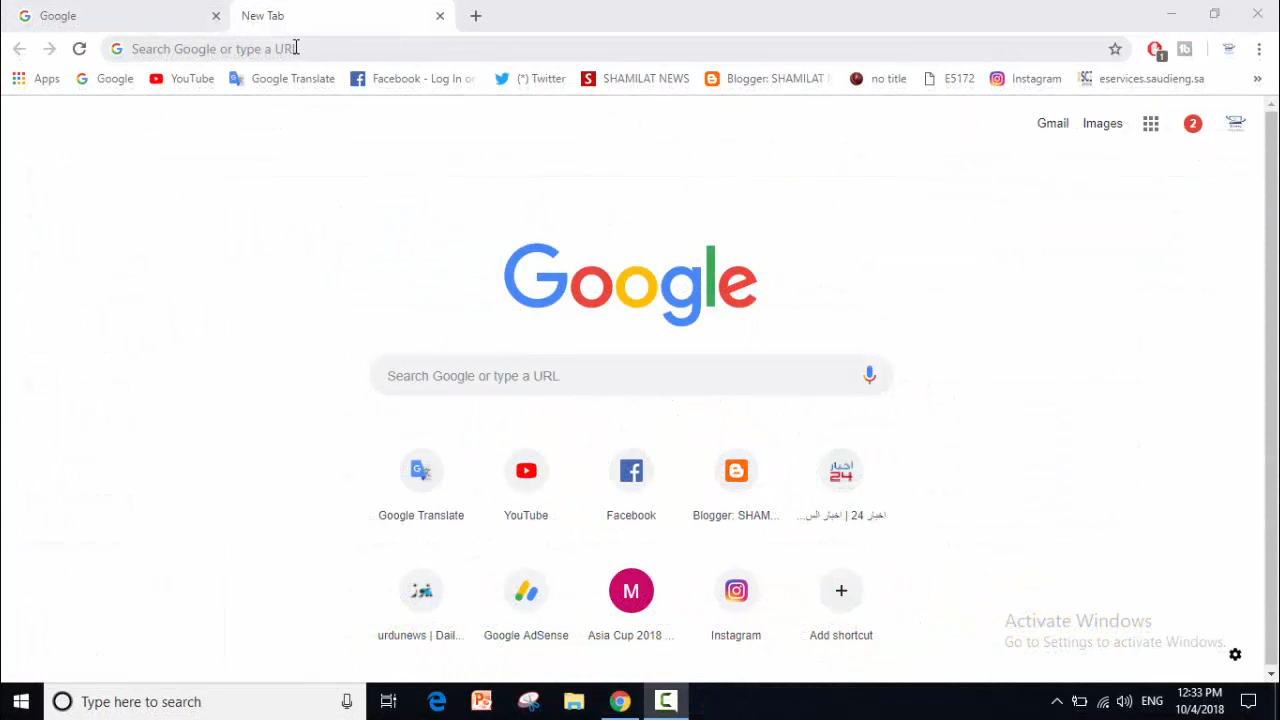 Google
New Tab
Search Google or type a URL
Apps
Google
YouTube
Google Translate
Facebook - Log In or
(*) Twitter
SHAMILAT NEWS
Blogger: SHAMILAT
no title
E5172
Instagram
eservices.saudieng.sa
»
Gmail
Images
2
Google
Search Google or type a URL
Google Translate
YouTube
Facebook
Blogger: SHAM...
اخبار 24 | اخبار الس...
urdunews | Dail...
Google AdSense
M
Asia Cup 2018 ...
Instagram
Add shortcut
Activate Windows
Go to Settings to activate Windows.
Type here to search
ENG
12:33 PM
10/4/2018